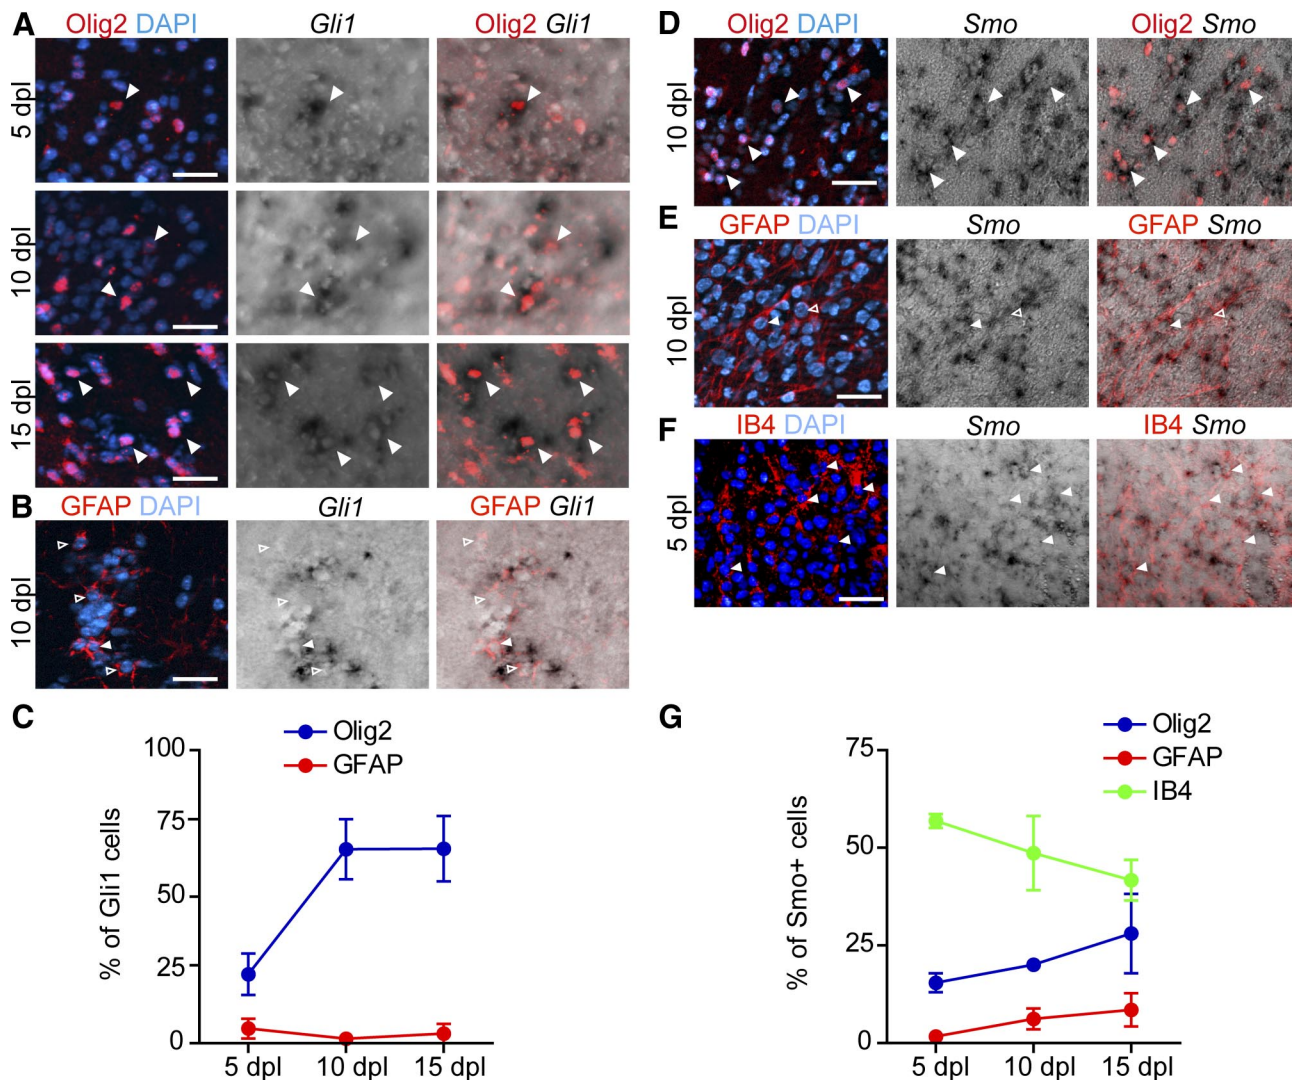 A
Olig2 DAPI
Gli1
Olig2 Gli1
5 dpl
10 dpl
15 dpl
B
GFAP DAPI
Gli1
GFAP Gli1
10 dpl
C
Olig2
GFAP
% of Gli1 cells
100
75
50
25
0
5 dpl
10 dpl
15 dpl
D
Olig2 DAPI
Smo
Olig2 Smo
10 dpl
E
GFAP DAPI
Smo
GFAP Smo
10 dpl
F
IB4 DAPI
Smo
IB4 Smo
5 dpl
G
Olig2
GFAP
IB4
% of Smo+ cells
75
50
25
0
5 dpl
10 dpl
15 dpl